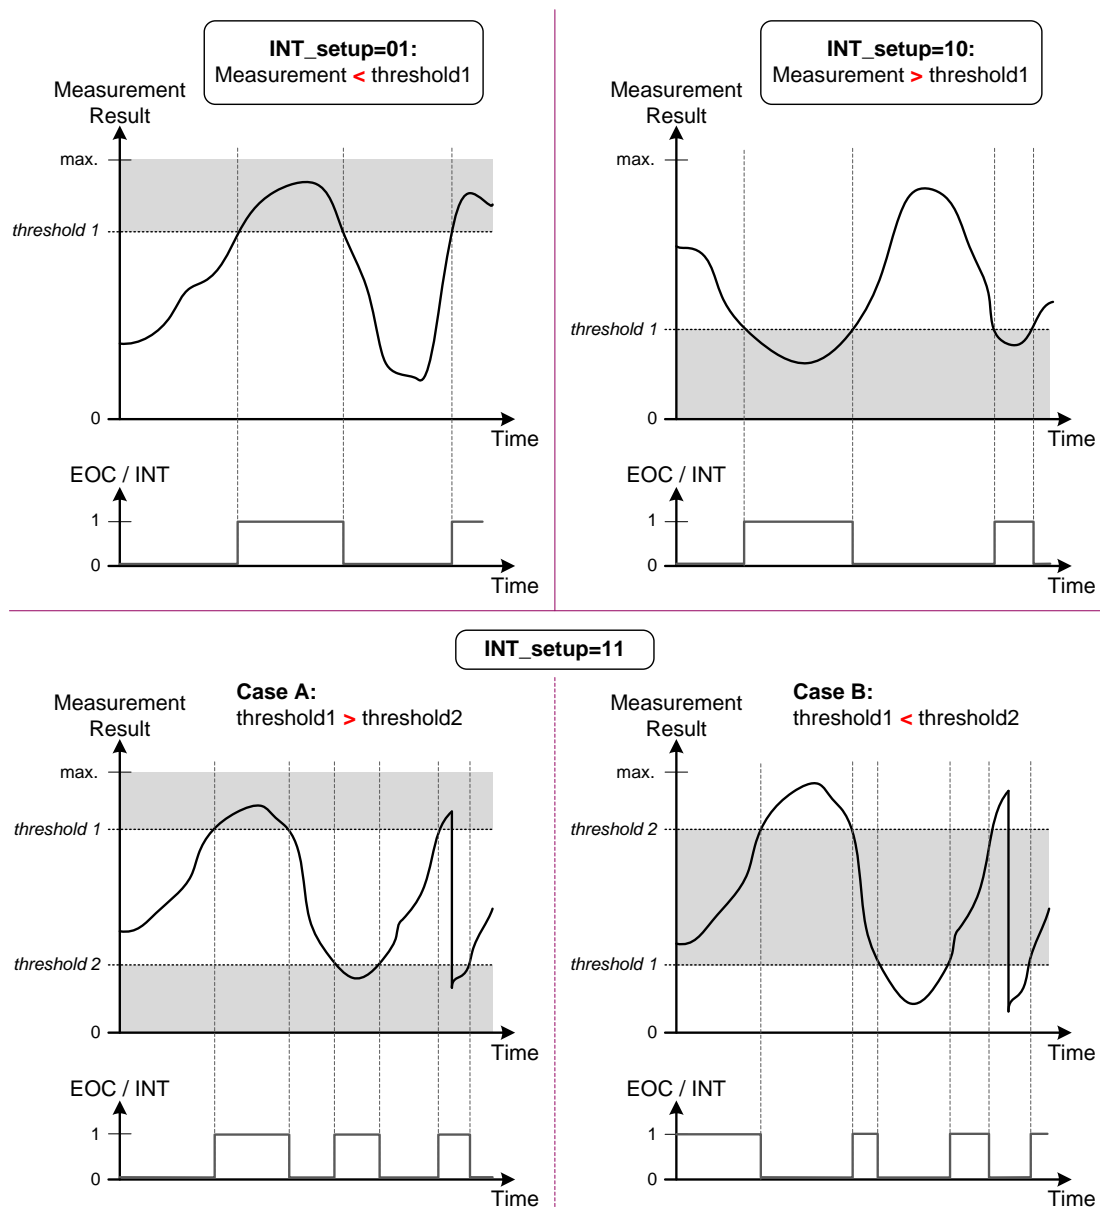 INT_setup=01:
Measurement < threshold1
Measurement
Result
max.
threshold 1
0
Time
EOC / INT
1
0
Time
INT_setup=10:
Measurement > threshold1
Measurement
Result
max.
threshold 1
0
Time
EOC / INT
1
0
Time
INT_setup=11
Case A:
threshold1 > threshold2
Measurement
Result
max.
threshold 1
threshold 2
0
Time
EOC / INT
1
0
Time
Case B:
threshold1 < threshold2
Measurement
Result
max.
threshold 2
threshold 1
0
Time
EOC / INT
1
0
Time